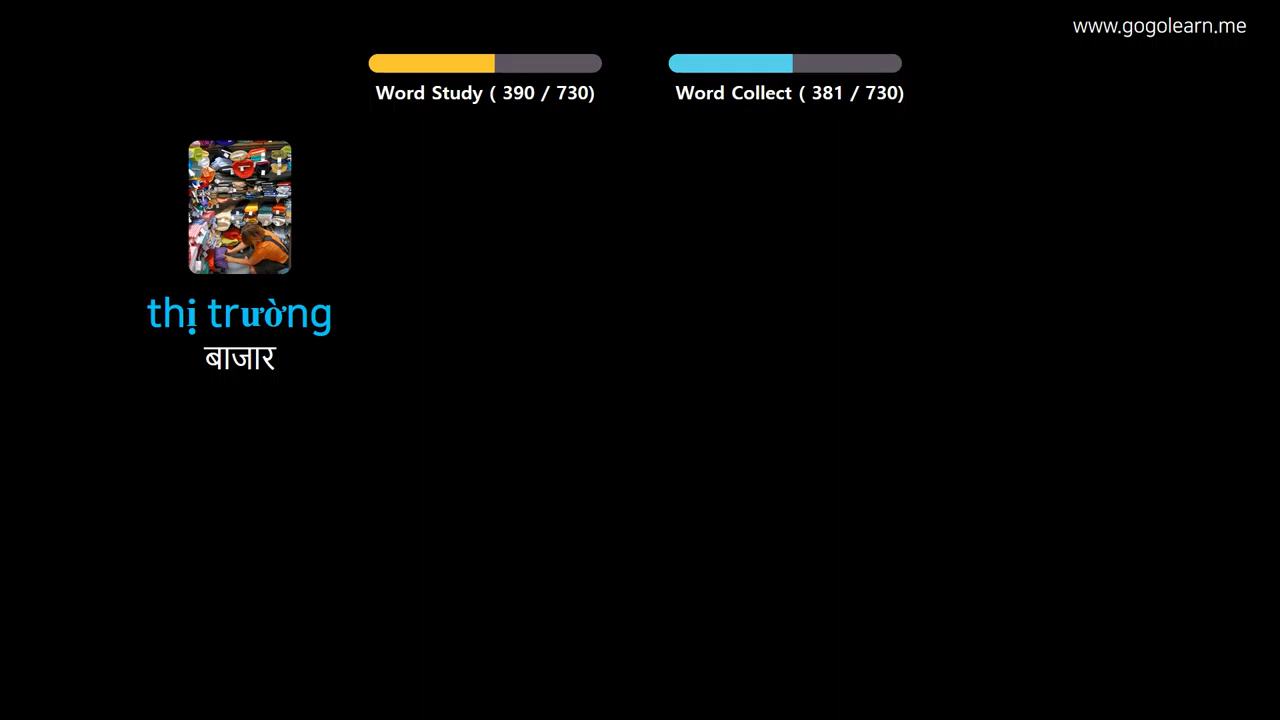 www.gogolearn.me
Word Study ( 390 / 730)
Word Collect ( 381 / 730)
thị trường
बाजार